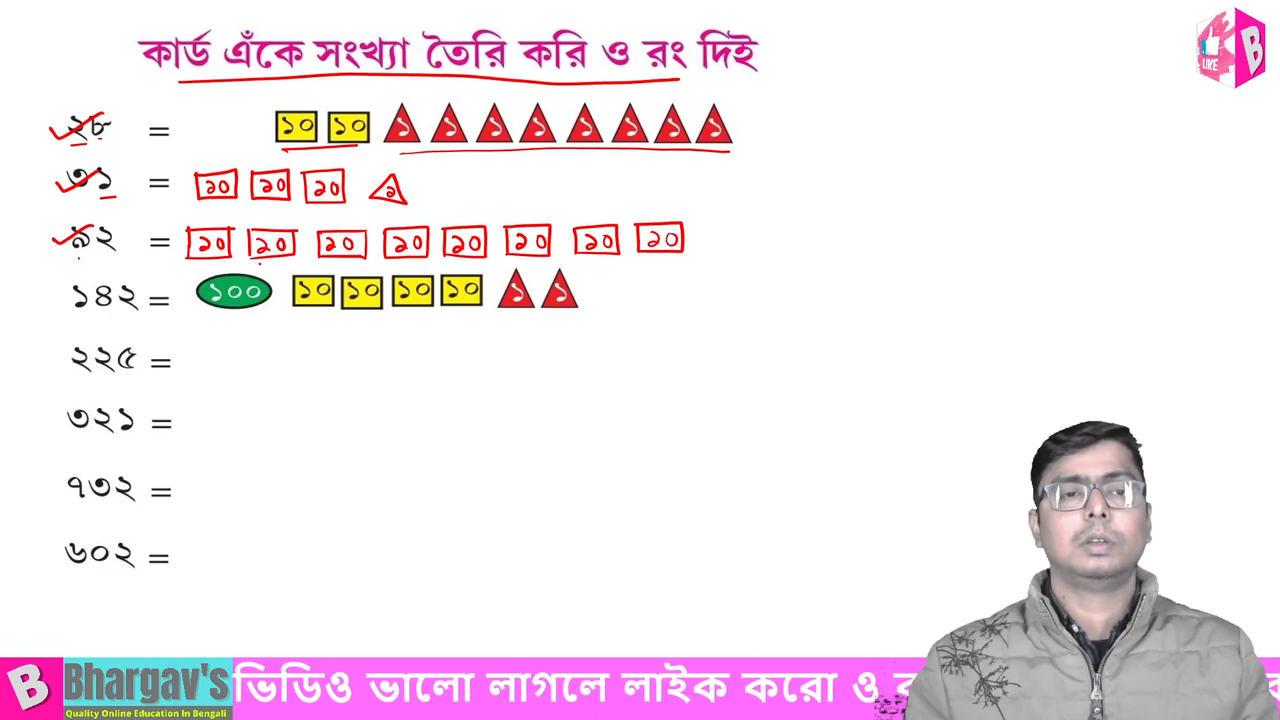 কার্ড এঁকে সংখ্যা তৈরি করি ও রং দিই
LIKE B
২৮ = ১০ ১০ ১ ১ ১ ১ ১ ১ ১ ১
৩১ = ১০ ১০ ১০ ১
৯২ = ১০ ১০ ১০ ১০ ১০ ১০ ১০ ১০
১৪২ = ১০০ ১০ ১০ ১০ ১০ ১ ১
২২৫ =
৩২১ =
৭৩২ =
৬০২ =
B Bhargav's ভিডিও ভালো লাগলে লাইক করো ও
Quality Online Education In Bengali